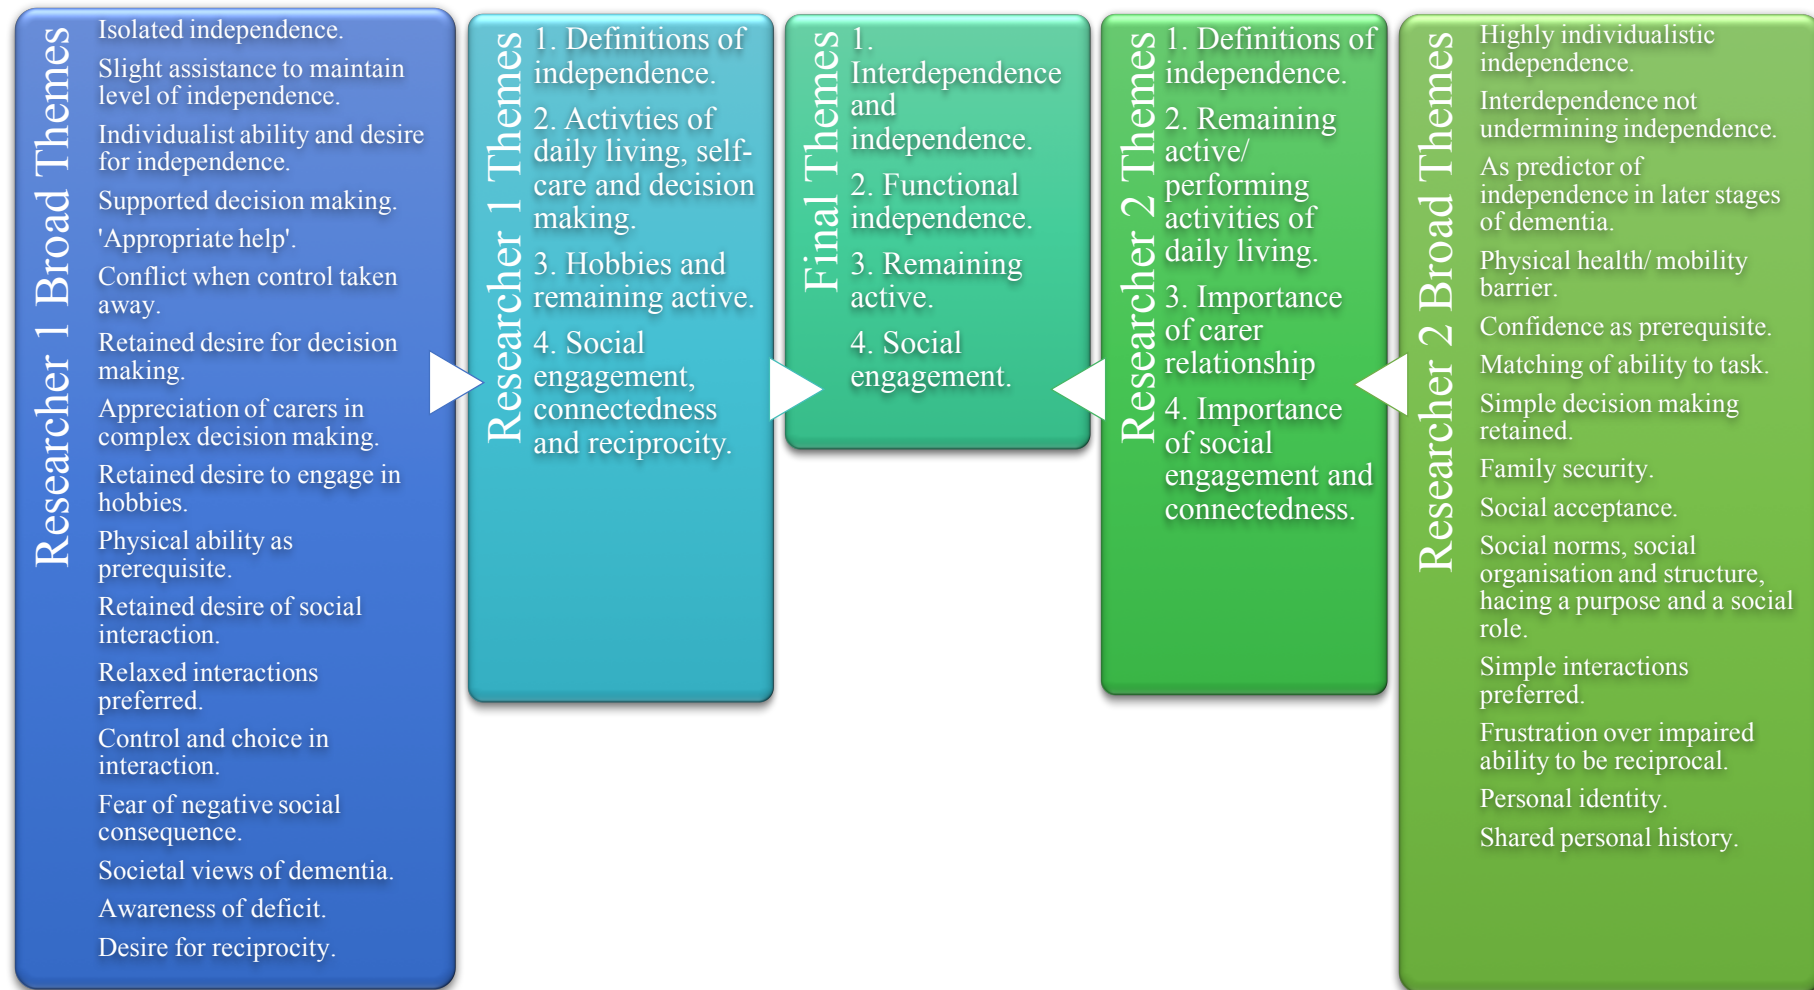 Researcher 1 Broad Themes
Isolated independence.
Slight assistance to maintain
level of independence.
Individualist ability and desire
for independence.
Supported decision making.
'Appropriate help'.
Conflict when control taken
away.
Retained desire for decision
making.
Appreciation of carers in
complex decision making.
Retained desire to engage in
hobbies.
Physical ability as
prerequisite.
Retained desire of social
interaction.
Relaxed interactions
preferred.
Control and choice in
interaction.
Fear of negative social
consequence.
Societal views of dementia.
Awareness of deficit.
Desire for reciprocity.
Researcher 1 Themes
1. Definitions of
independence.
2. Activties of
daily living, self-
care and decision
making.
3. Hobbies and
remaining active.
4. Social
engagement,
connectedness
and reciprocity.
Final Themes
1.
Interdependence
and
independence.
2. Functional
independence.
3. Remaining
active.
4. Social
engagement.
Researcher 2 Themes
1. Definitions of
independence.
2. Remaining
active/
performing
activities of
daily living.
3. Importance
of carer
relationship
4. Importance
of social
engagement and
connectedness.
Researcher 2 Broad Themes
Highly individualistic
independence.
Interdependence not
undermining independence.
As predictor of
independence in later stages
of dementia.
Physical health/ mobility
barrier.
Confidence as prerequisite.
Matching of ability to task.
Simple decision making
retained.
Family security.
Social acceptance.
Social norms, social
organisation and structure,
hacing a purpose and a social
role.
Simple interactions
preferred.
Frustration over impaired
ability to be reciprocal.
Personal identity.
Shared personal history.